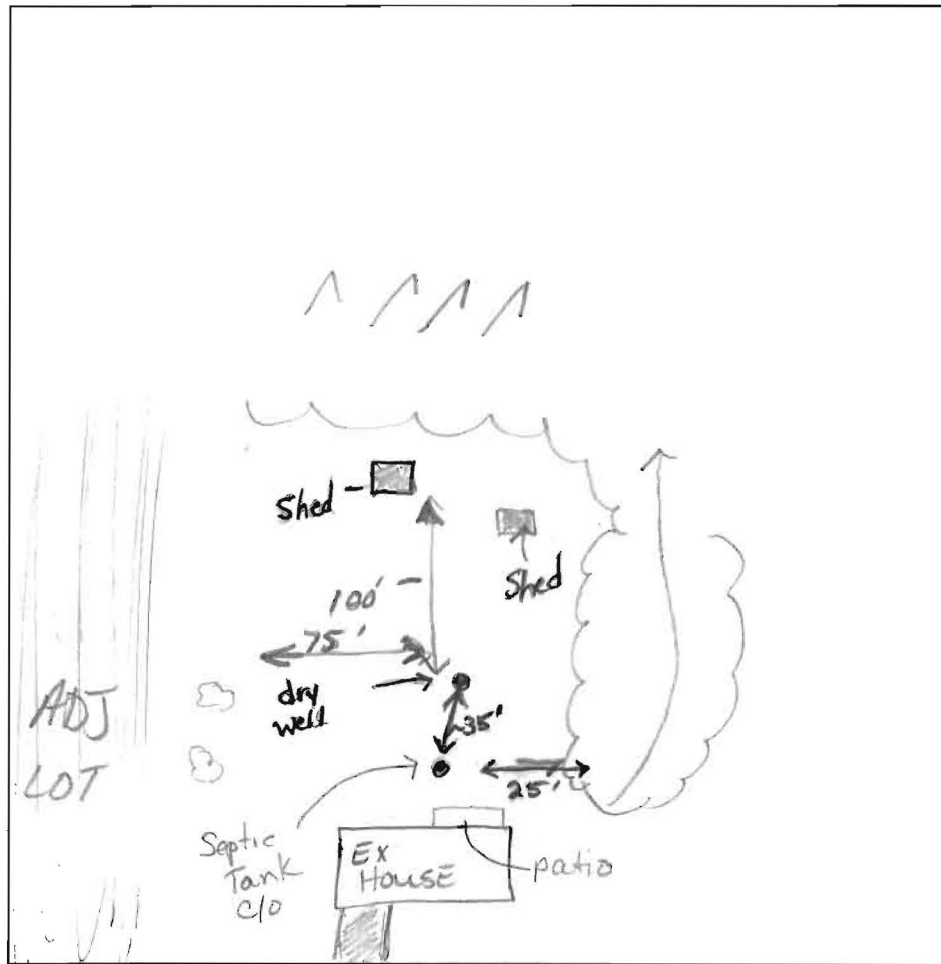 Shed
Shed
100'
75'
dry
well
ADJ
LOT
~35'
25'
Septic
Tank
c/o
Ex
HOUSE
patio